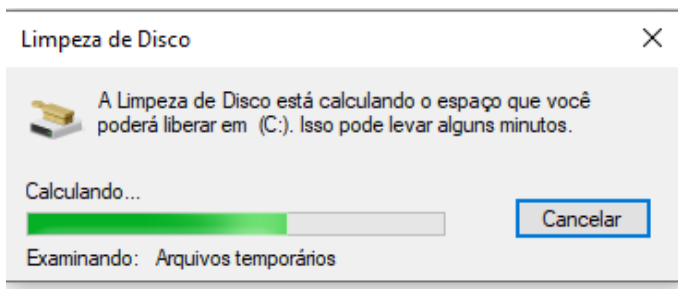 Limpeza de Disco
A Limpeza de Disco está calculando o espaço que você
poderá liberar em  (C:). Isso pode levar alguns minutos.
Calculando...
Cancelar
Examinando:   Arquivos temporários